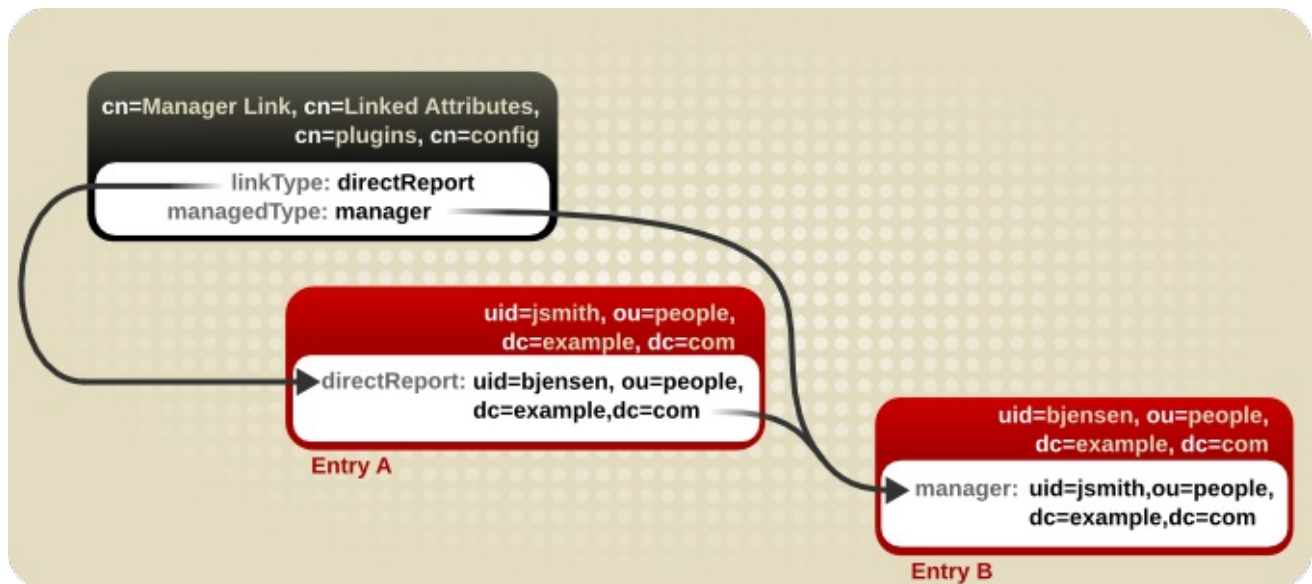 cn=Manager Link, cn=Linked Attributes,
cn=plugins, cn=config
linkType: directReport
managedType: manager
uid=jsmith, ou=people,
dc=example, dc=com
directReport: uid=bjensen, ou=people,
dc=example,dc=com
Entry A
uid=bjensen, ou=people,
dc=example, dc=com
manager: uid=jsmith,ou=people,
dc=example,dc=com
Entry B